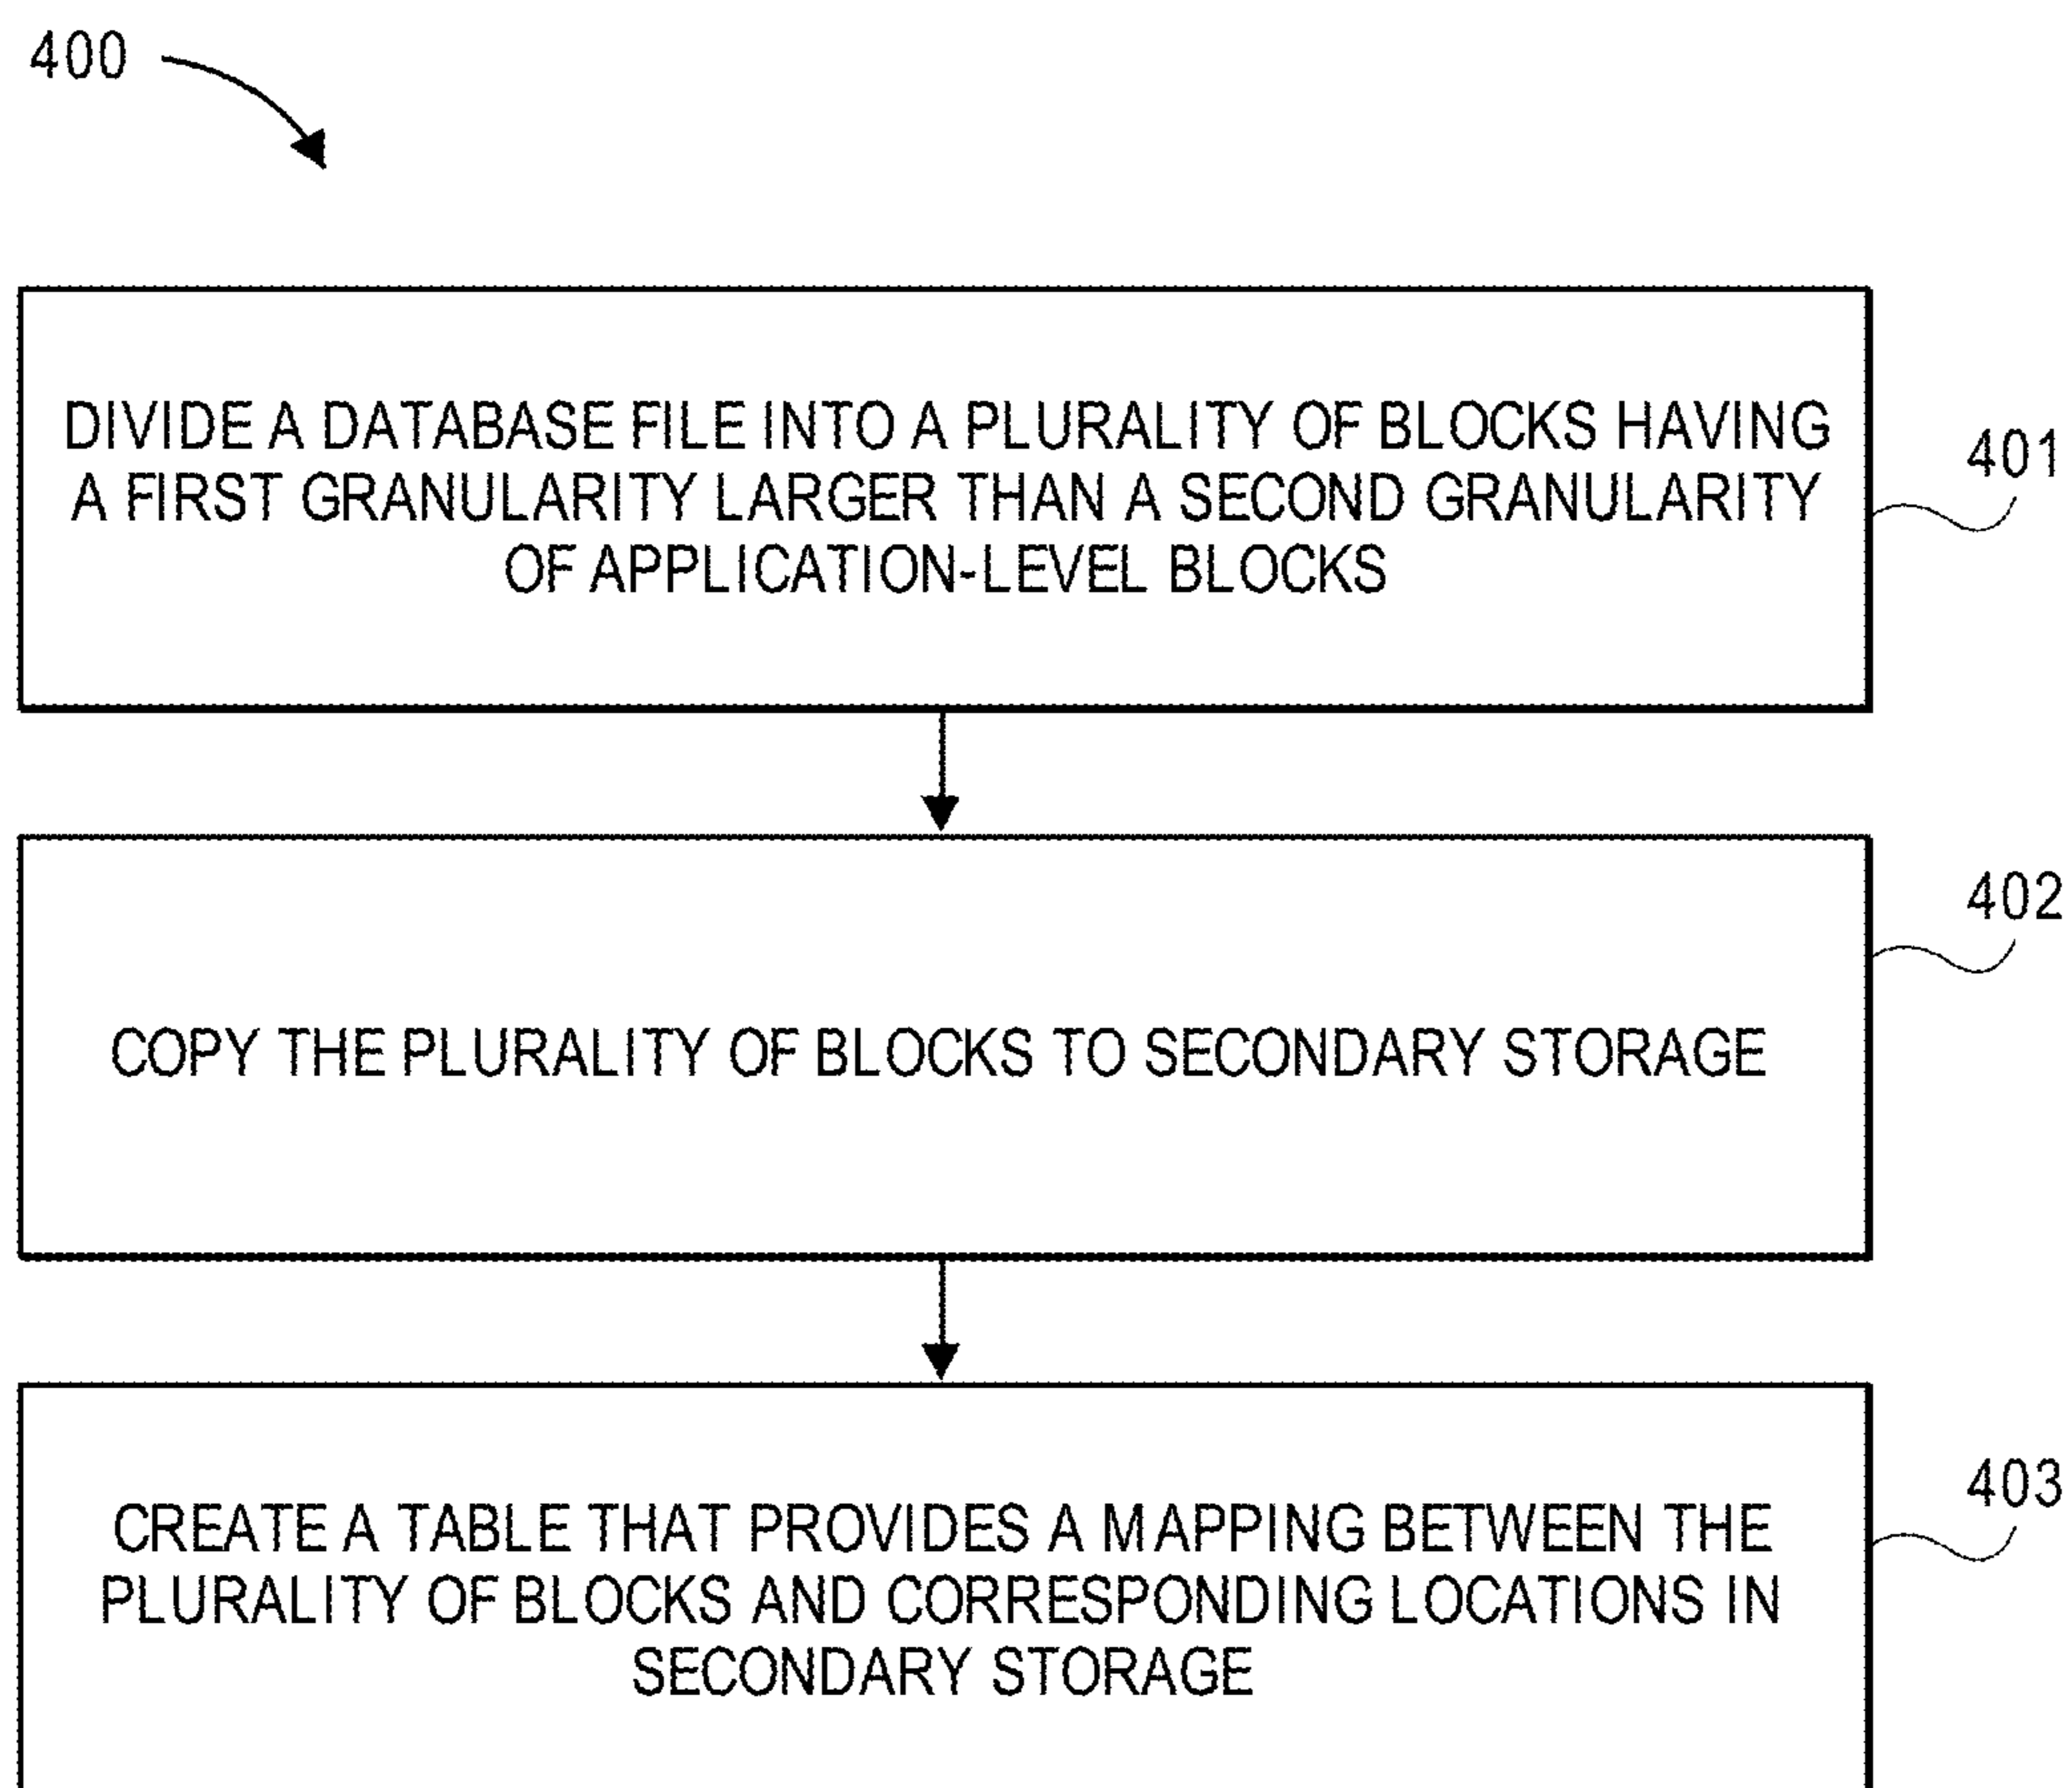 400
DIVIDE A DATABASE FILE INTO A PLURALITY OF BLOCKS HAVING
A FIRST GRANULARITY LARGER THAN A SECOND GRANULARITY
OF APPLICATION-LEVEL BLOCKS
401
COPY THE PLURALITY OF BLOCKS TO SECONDARY STORAGE
402
CREATE A TABLE THAT PROVIDES A MAPPING BETWEEN THE
PLURALITY OF BLOCKS AND CORRESPONDING LOCATIONS IN
SECONDARY STORAGE
403